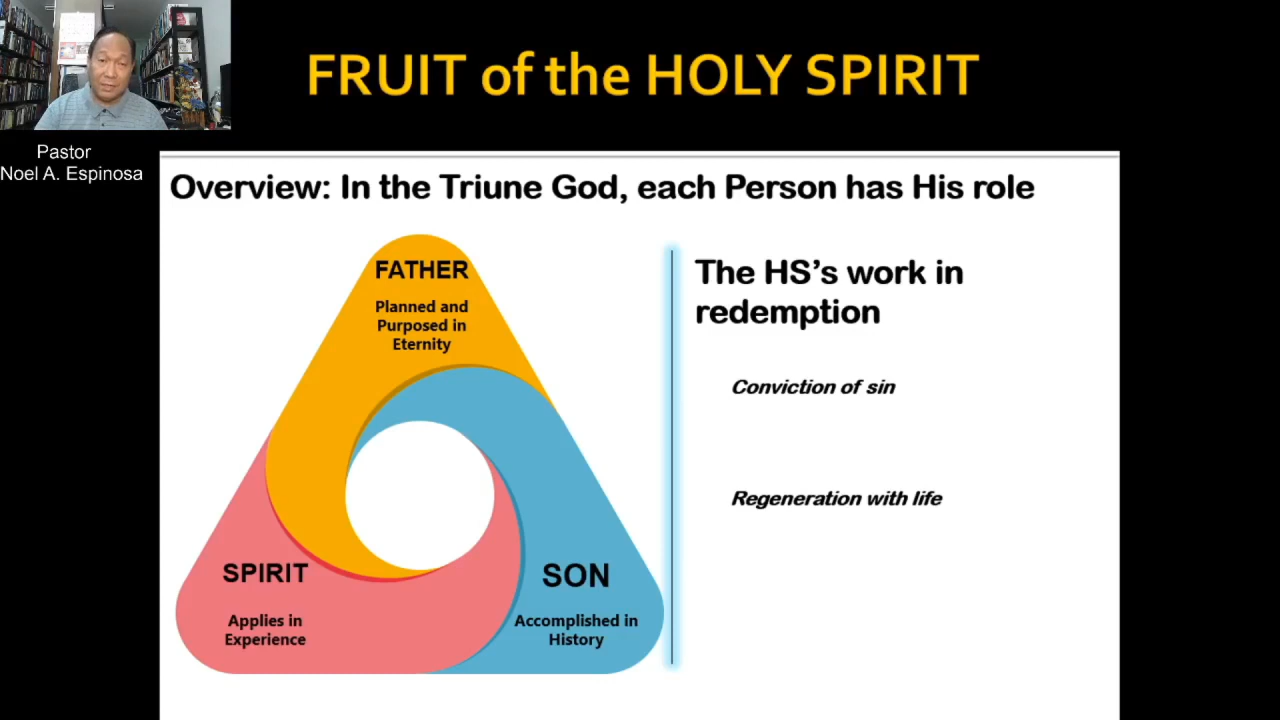 FRUIT of the HOLY SPIRIT
Pastor
Noel A. Espinosa
Overview: In the Triune God, each Person has His role
FATHER
Planned and
Purposed in
Eternity
SPIRIT
Applies in
Experience
SON
Accomplished in
History
The HS's work in
redemption
Conviction of sin
Regeneration with life